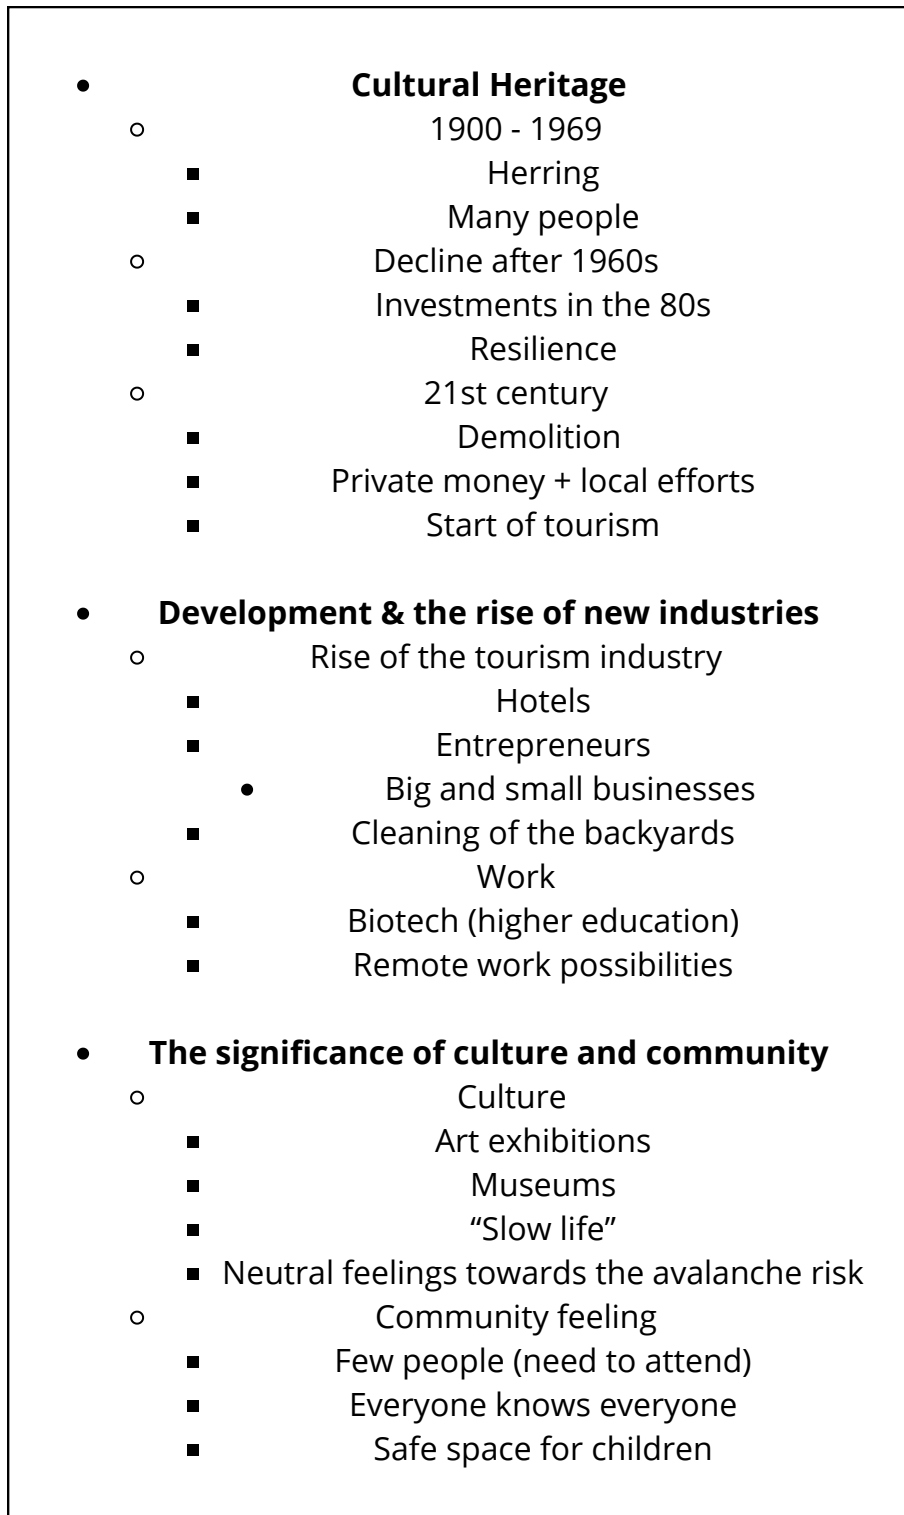 Cultural Heritage
1900 - 1969
Herring
Many people
Decline after 1960s
Investments in the 80s
Resilience
21st century
Demolition
Private money + local efforts
Start of tourism
Development & the rise of new industries
Rise of the tourism industry
Hotels
Entrepreneurs
Big and small businesses
Cleaning of the backyards
Work
Biotech (higher education)
Remote work possibilities
The significance of culture and community
Culture
Art exhibitions
Museums
“Slow life”
Neutral feelings towards the avalanche risk
Community feeling
Few people (need to attend)
Everyone knows everyone
Safe space for children